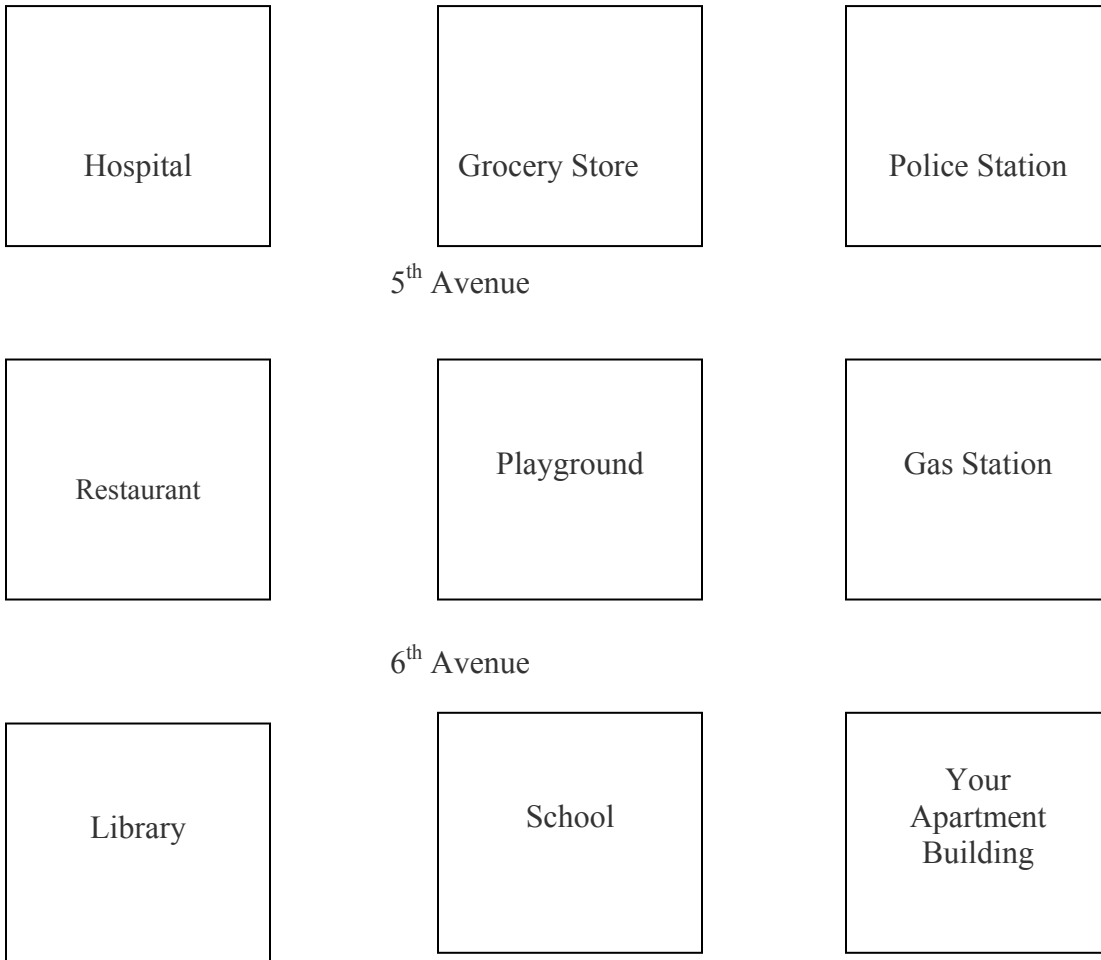 Hospital
Grocery Store
Police Station
5th Avenue
Restaurant
Playground
Gas Station
6th Avenue
Library
School
Your
Apartment
Building